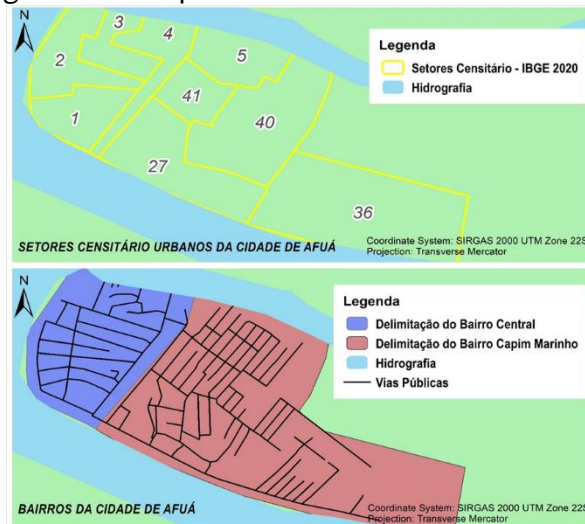 N
Legenda
Setores Censitário - IBGE 2020
Hidrografia
3
4
2
5
41
1
40
27
36
SETORES CENSITÁRIO URBANOS DA CIDADE DE AFUÁ
Coordinate System: SIRGAS 2000 UTM Zone 22S
Projection: Transverse Mercator
N
Legenda
Delimitação do Bairro Central
Delimitação do Bairro Capim Marinho
Hidrografia
Vias Públicas
BAIRROS DA CIDADE DE AFUÁ
Coordinate System: SIRGAS 2000 UTM Zone 22S
Projection: Transverse Mercator